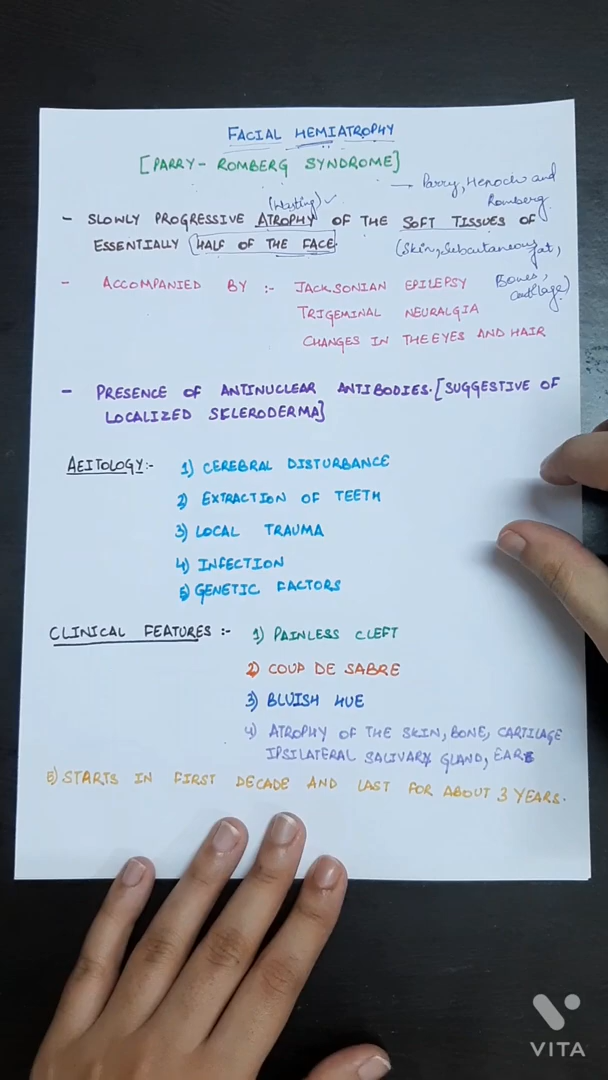 FACIAL HEMIATROPHY
[PARRY-ROMBERG SYNDROME]
→ Parry, Henoch and
Romberg.
(Wasting)
- SLOWLY PROGRESSIVE ATROPHY OF THE SOFT TISSUES OF
ESSENTIALLY HALF OF THE FACE.
(Skin, Subcutaneous fat,
Bones,
cartilage)
- ACCOMPANIED BY :- JACKSONIAN EPILEPSY
TRIGEMINAL NEURALGIA
CHANGES IN THE EYES AND HAIR
- PRESENCE OF ANTINUCLEAR ANTIBODIES. [SUGGESTIVE OF
LOCALIZED SKLERODERMA]
AEITOLOGY:- 1) CEREBRAL DISTURBANCE
2) EXTRACTION OF TEETH
3) LOCAL TRAUMA
4) INFECTION
5) GENETIC FACTORS
CLINICAL FEATURES :- 1) PAINLESS CLEFT
2) COUP DE SABRE
3) BLUISH HUE
4) ATROPHY OF THE SKIN, BONE, CARTILAGE
IPSILATERAL SALIVARY GLAND, EARS
5) STARTS IN FIRST DECADE AND LAST FOR ABOUT 3 YEARS.
VITA